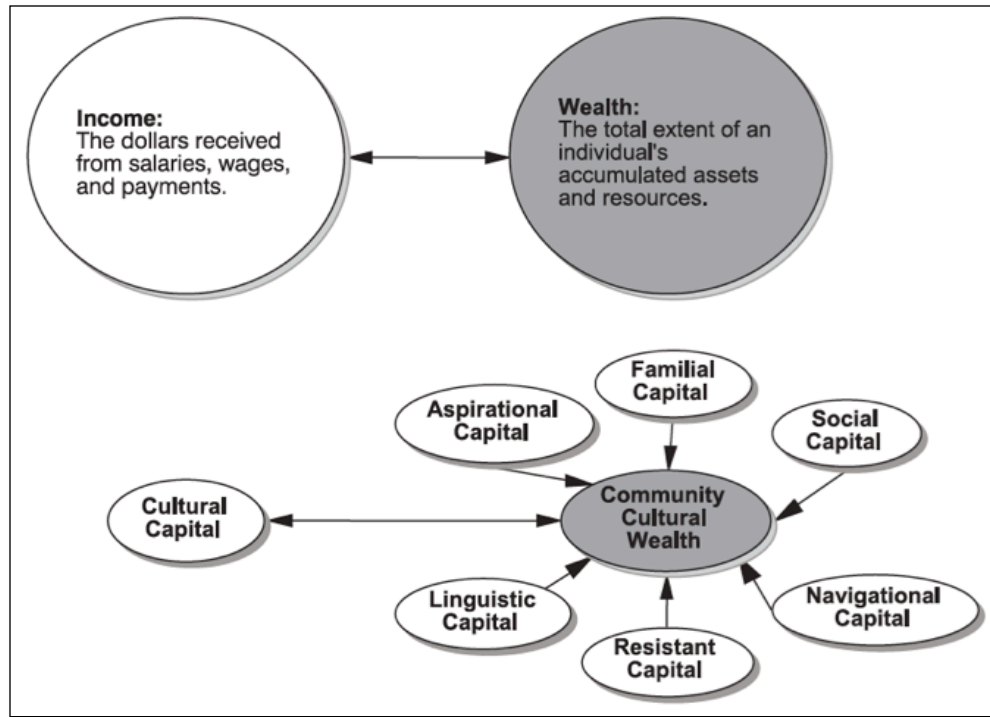 Income:
The dollars received
from salaries, wages,
and payments.
Wealth:
The total extent of an
individual's
accumulated assets
and resources.
Familial
Capital
Aspirational
Capital
Social
Capital
Cultural
Capital
Community
Cultural
Wealth
Linguistic
Capital
Navigational
Capital
Resistant
Capital